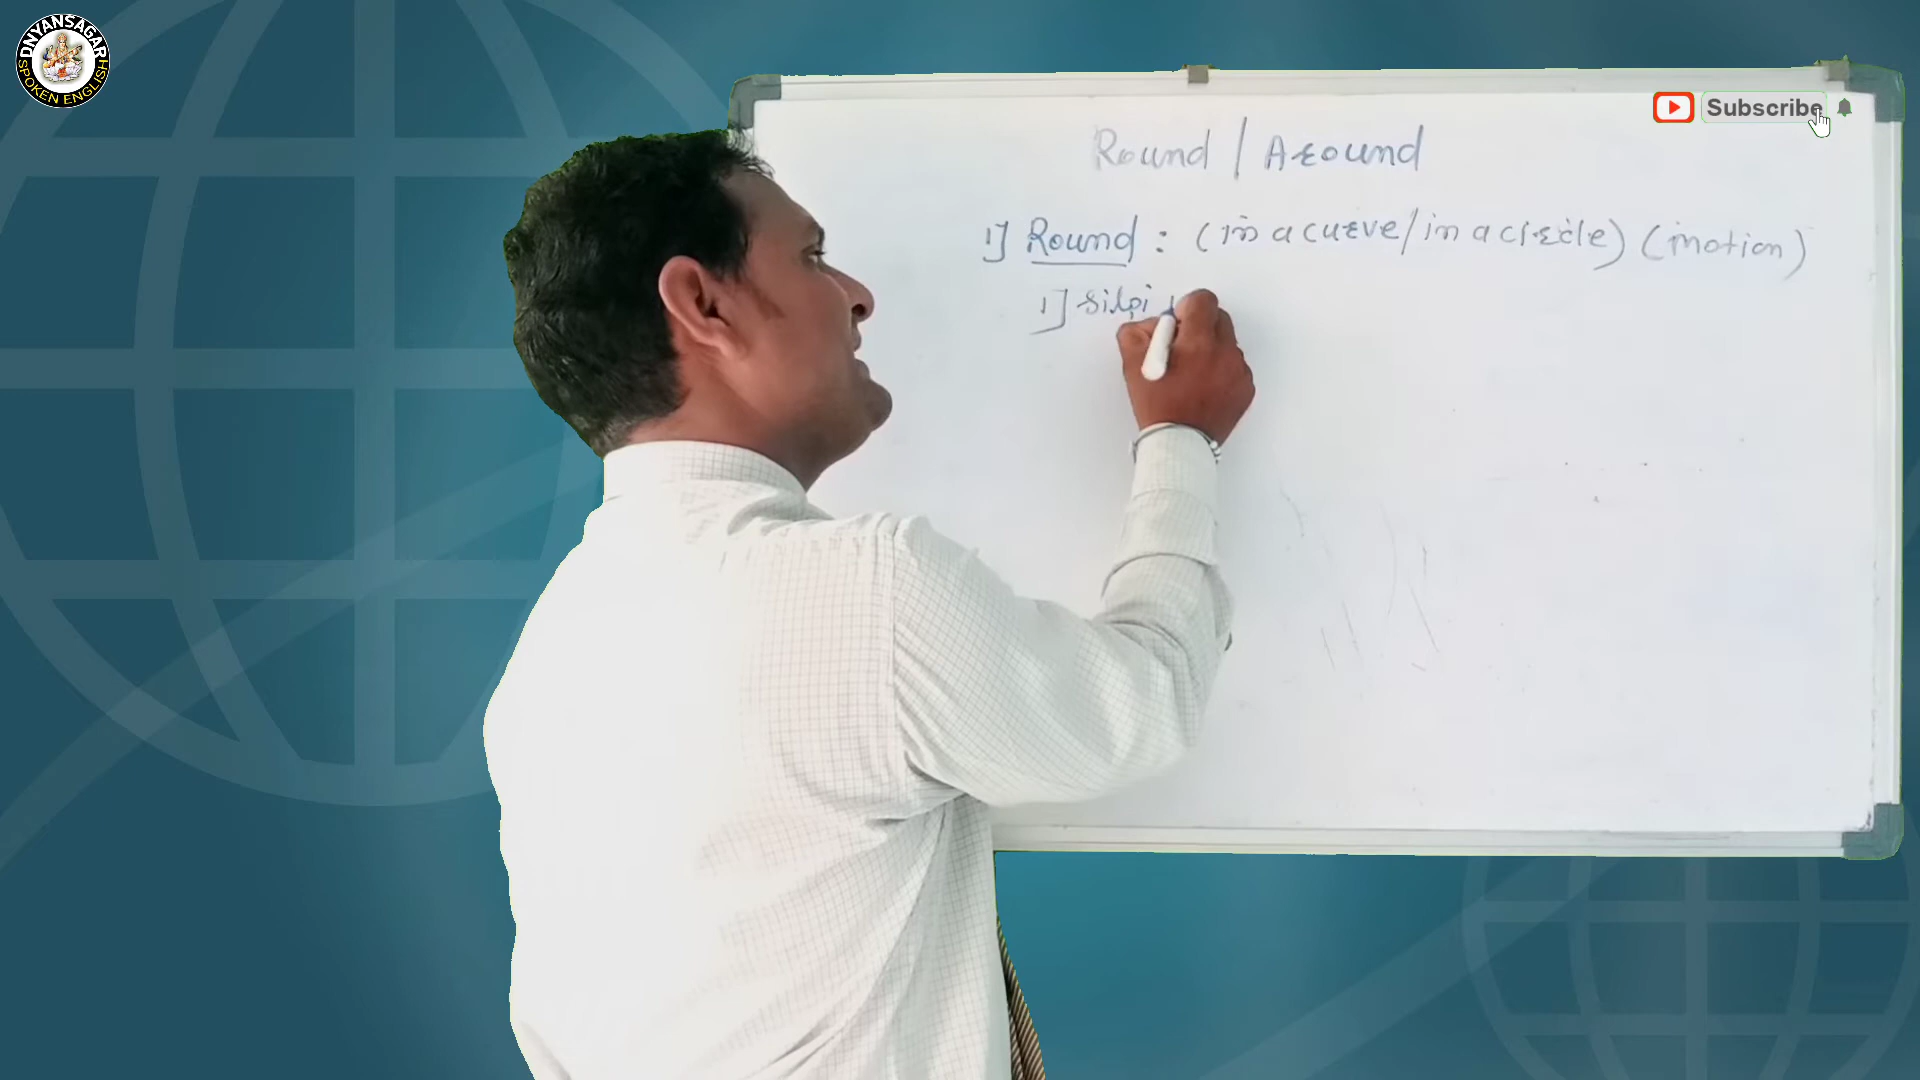 DNYANSAGAR
SPOKEN ENGLISH
Subscribe
Round | Around
1] Round : (in a curve/in a circle) (motion)
1] silpi